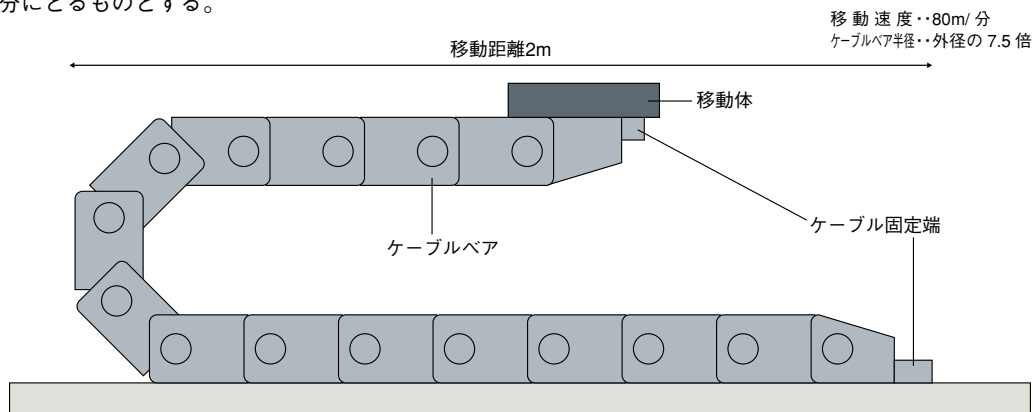 分にとるものとする。
移動速度‥80m/分
ケーブルベア半径‥外径の7.5倍
移動距離2m
移動体
ケーブル固定端
ケーブルベア